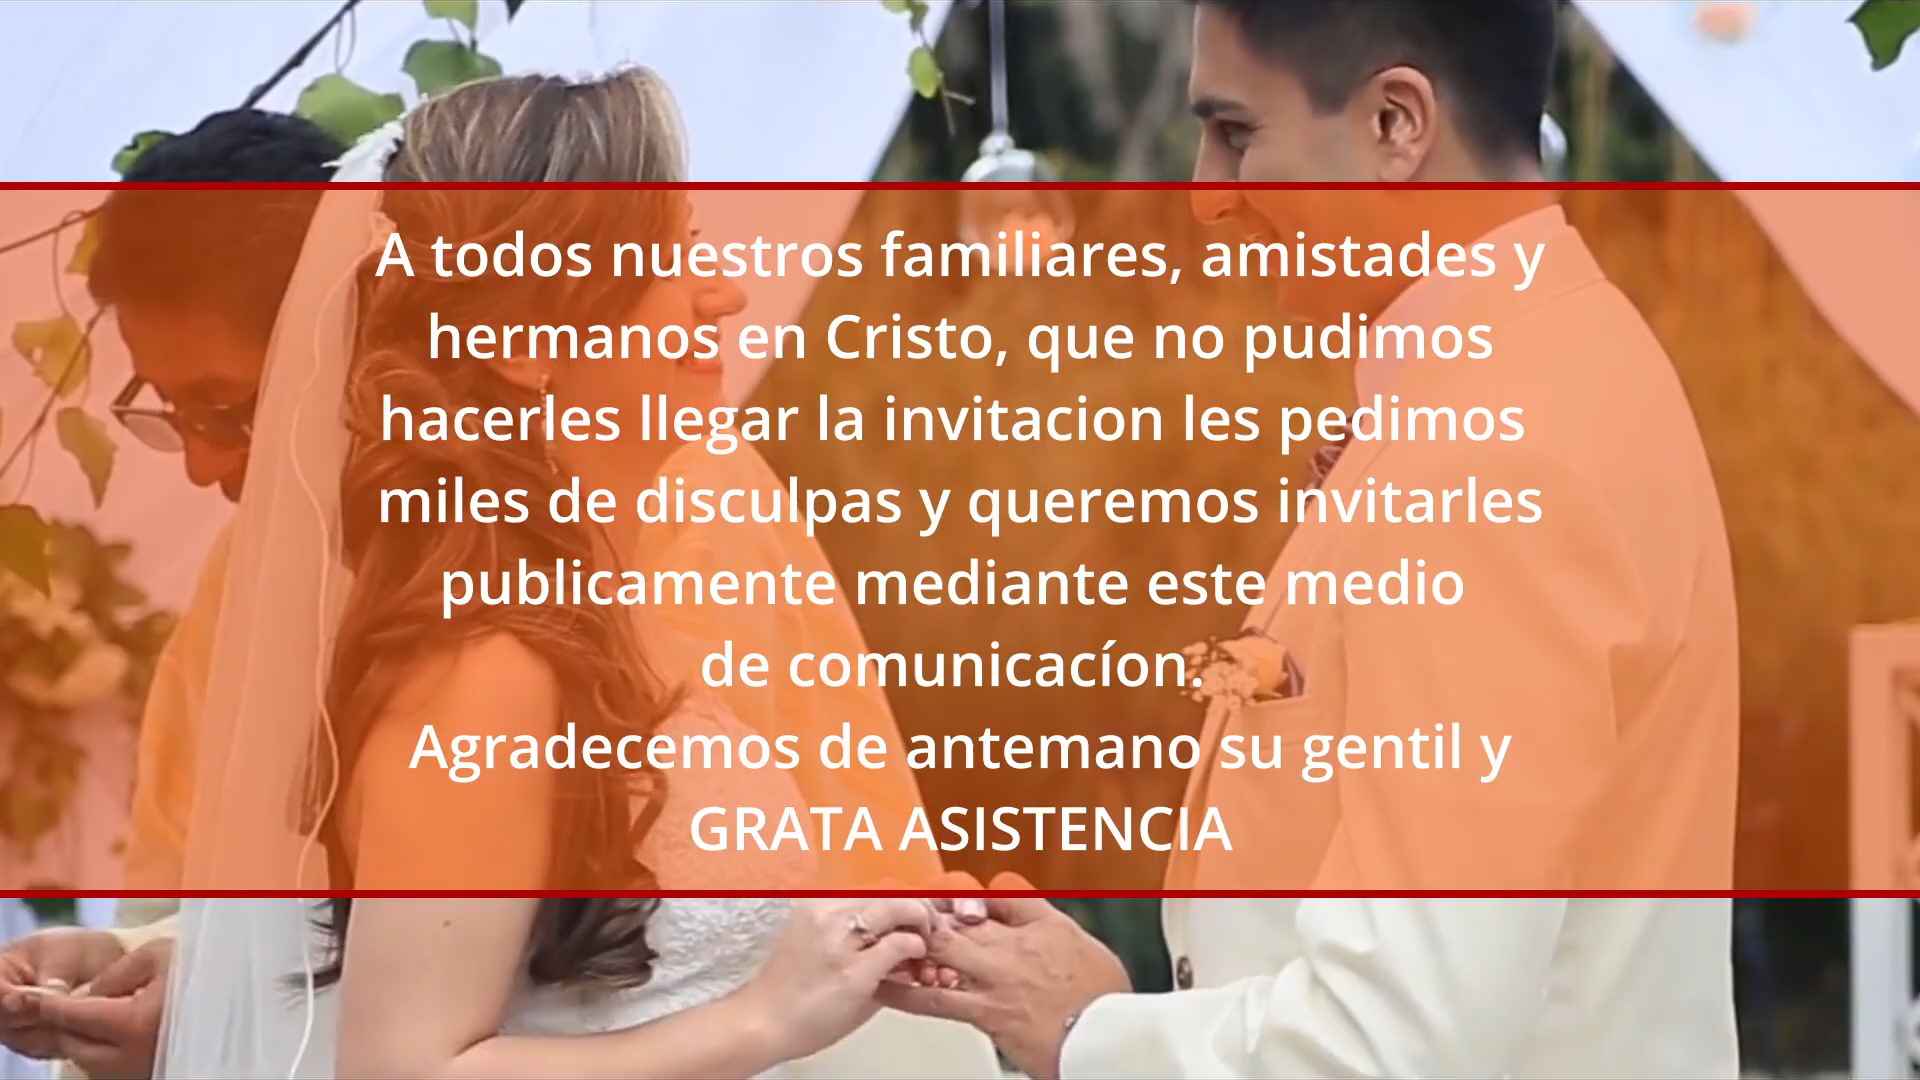 A todos nuestros familiares, amistades y
hermanos en Cristo, que no pudimos
hacerles llegar la invitacion les pedimos
miles de disculpas y queremos invitarles
publicamente mediante este medio
de comunicacíon.
Agradecemos de antemano su gentil y
GRATA ASISTENCIA